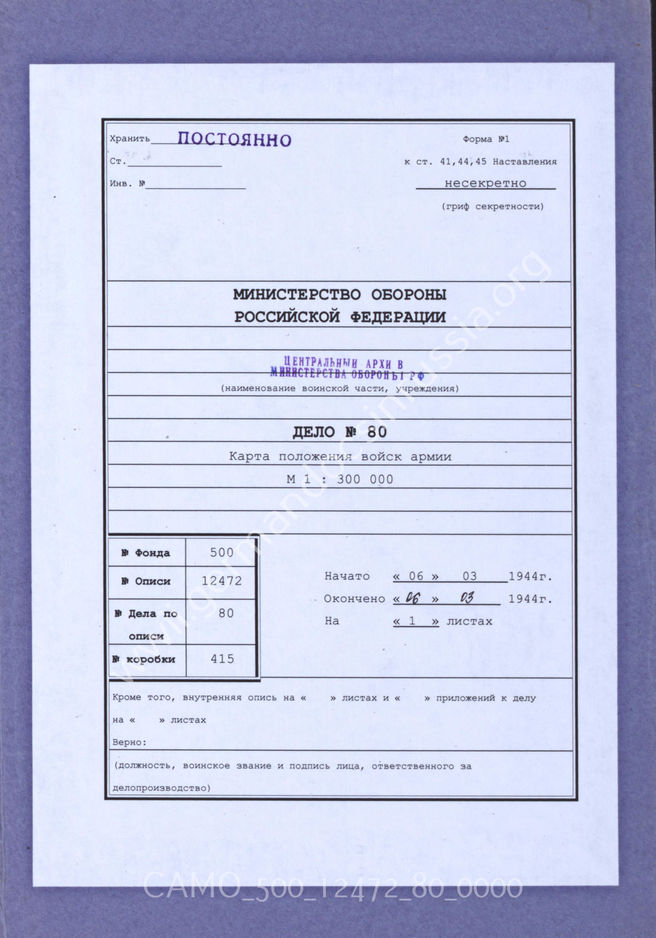 Хранить ПОСТОЯННО
Форма №1
Ст.
к ст. 41,44,45 Наставления
Инв. №
несекретно
(гриф секретности)
МИНИСТЕРСТВО ОБОРОНЫ
РОССИЙСКОЙ ФЕДЕРАЦИИ
ЦЕНТРАЛЬНЫЙ АРХИВ
МИНИСТЕРСТВА ОБОРОНЫ РФ
(наименование воинской части, учреждения)
ДЕЛО № 80
Карта положения войск армии
М 1 : 300 000
№ Фонда 500
№ Описи 12472
№ Дела по описи 80
№ коробки 415
Начато « 06 » 03 1944г.
Окончено « 06 » 03 1944г.
На « 1 » листах
Кроме того, внутренняя опись на « » листах и « » приложений к делу
на « » листах
Верно:
(должность, воинское звание и подпись лица, ответственного за
делопроизводство)
www.germandocsinrussia.org
CAMO_500_12472_80_0000